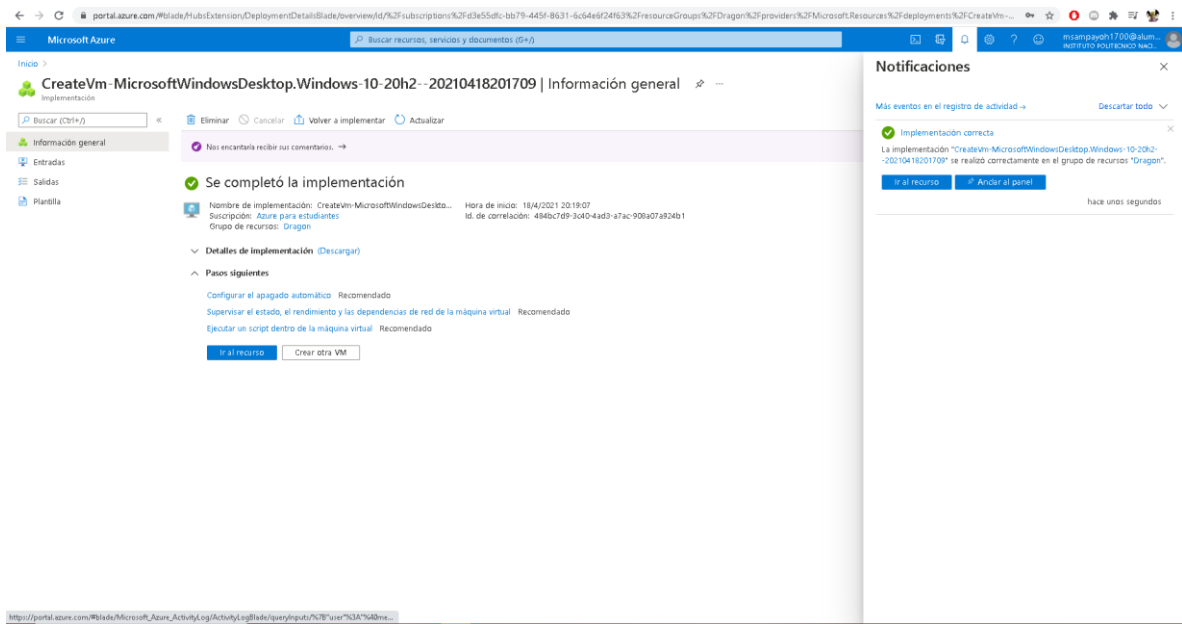 portal.azure.com/#blade/HubsExtension/DeploymentDetailsBlade/overview/id/%2Fsubscriptions%2Fd3e55dfc-bb79-445f-8631-6c64e6f24f63%2FresourceGroups%2FDragon%2Fproviders%2FMicrosoft.Resources%2Fdeployments%2FCreateVm-...
Microsoft Azure
Buscar recursos, servicios y documentos (G+/)
msampayoh1700@alum...
INSTITUTO POLITECNICO NACI...
Inicio >
CreateVm-MicrosoftWindowsDesktop.Windows-10-20h2--20210418201709 | Información general
Implementación
Buscar (Ctrl+/)
«
Información general
Entradas
Salidas
Plantilla
Eliminar
Cancelar
Volver a implementar
Actualizar
Nos encantaría recibir sus comentarios. →
Se completó la implementación
Nombre de implementación: CreateVm-MicrosoftWindowsDeskto...
Suscripción: Azure para estudiantes
Grupo de recursos: Dragon
Hora de inicio: 18/4/2021 20:19:07
Id. de correlación: 484bc7d9-3c40-4ad3-a7ac-908a07a924b1
Detalles de implementación (Descargar)
Pasos siguientes
Configurar el apagado automático Recomendado
Supervisar el estado, el rendimiento y las dependencias de red de la máquina virtual Recomendado
Ejecutar un script dentro de la máquina virtual Recomendado
Ir al recurso
Crear otra VM
Notificaciones
Más eventos en el registro de actividad →
Descartar todo
Implementación correcta
La implementación "CreateVm-MicrosoftWindowsDesktop.Windows-10-20h2-
-20210418201709" se realizó correctamente en el grupo de recursos "Dragon".
Ir al recurso
Anclar al panel
hace unos segundos
https://portal.azure.com/#blade/Microsoft_Azure_ActivityLog/ActivityLogBlade/queryInputs/%7B"user"%3A"%40me...